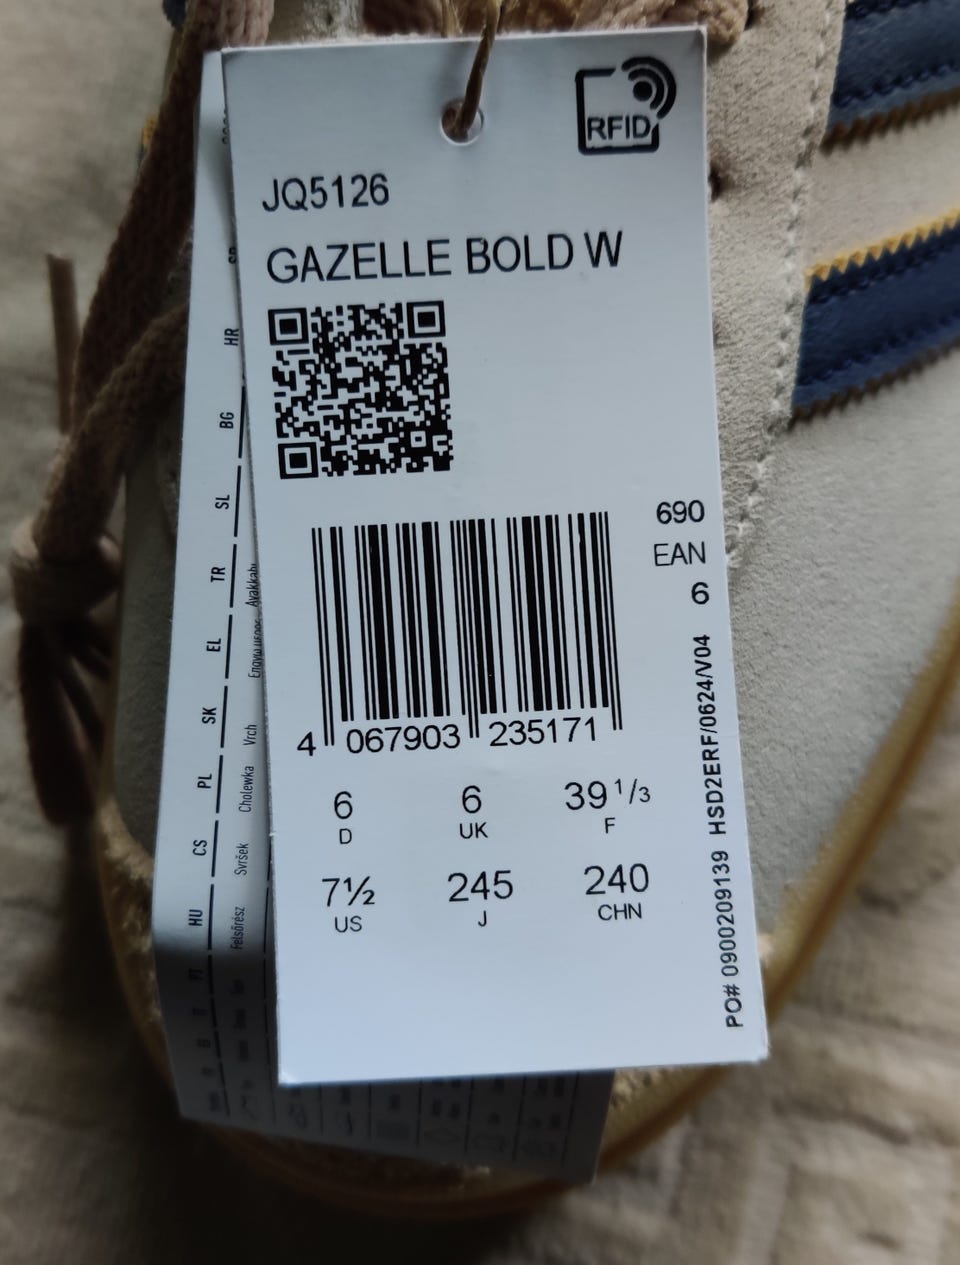 RFID
JQ5126
GAZELLE BOLD W
690
EAN
6
4 067903 235171
6 6 39 1/3
D UK F
7½ 245 240
US J CHN
PO# 0900209139 HSD2ERF/0624/V04
HR
BG
SL
TR
EL
SK
PL
CS
HU
PT
Vrch
Cholewka
Svršek
Felsőrész